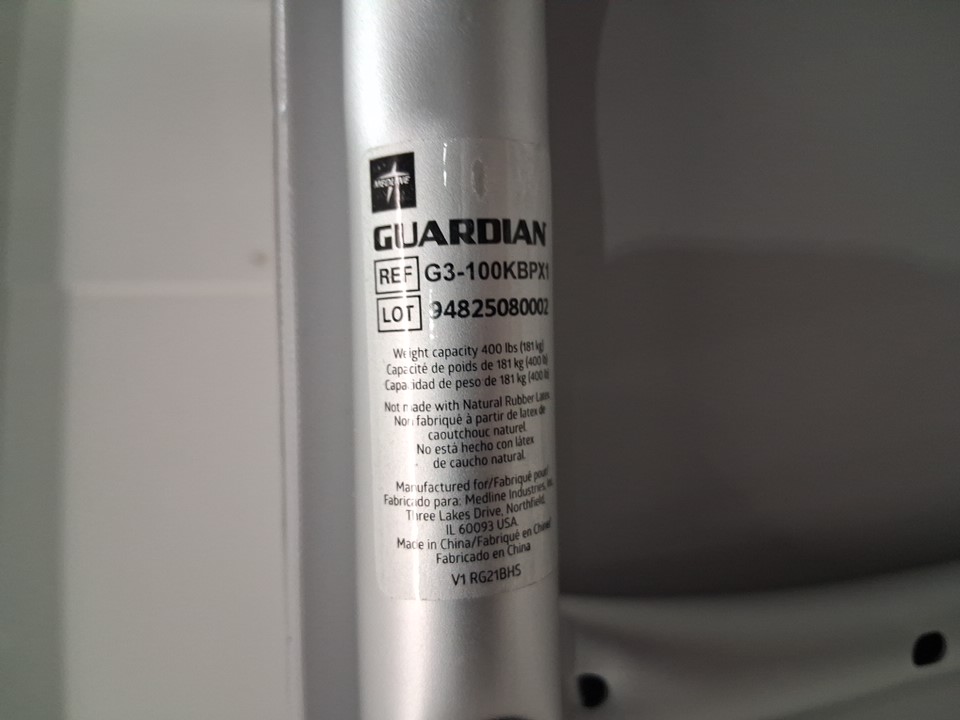 MEDLINE
GUARDIAN
REF G3-100KBPX1
LOT 94825080002
Weight capacity 400 lbs (181 kg)
Capacité de poids de 181 kg (400 lb)
Capacidad de peso de 181 kg (400 lb)
Not made with Natural Rubber Latex
Non fabriqué à partir de latex de
caoutchouc naturel.
No está hecho con látex
de caucho natural.
Manufactured for/Fabriqué pour/
Fabricado para: Medline Industries,
Three Lakes Drive, Northfield,
IL 60093 USA.
Made in China/Fabriqué en Chine/
Fabricado en China
V1 RG21BHS